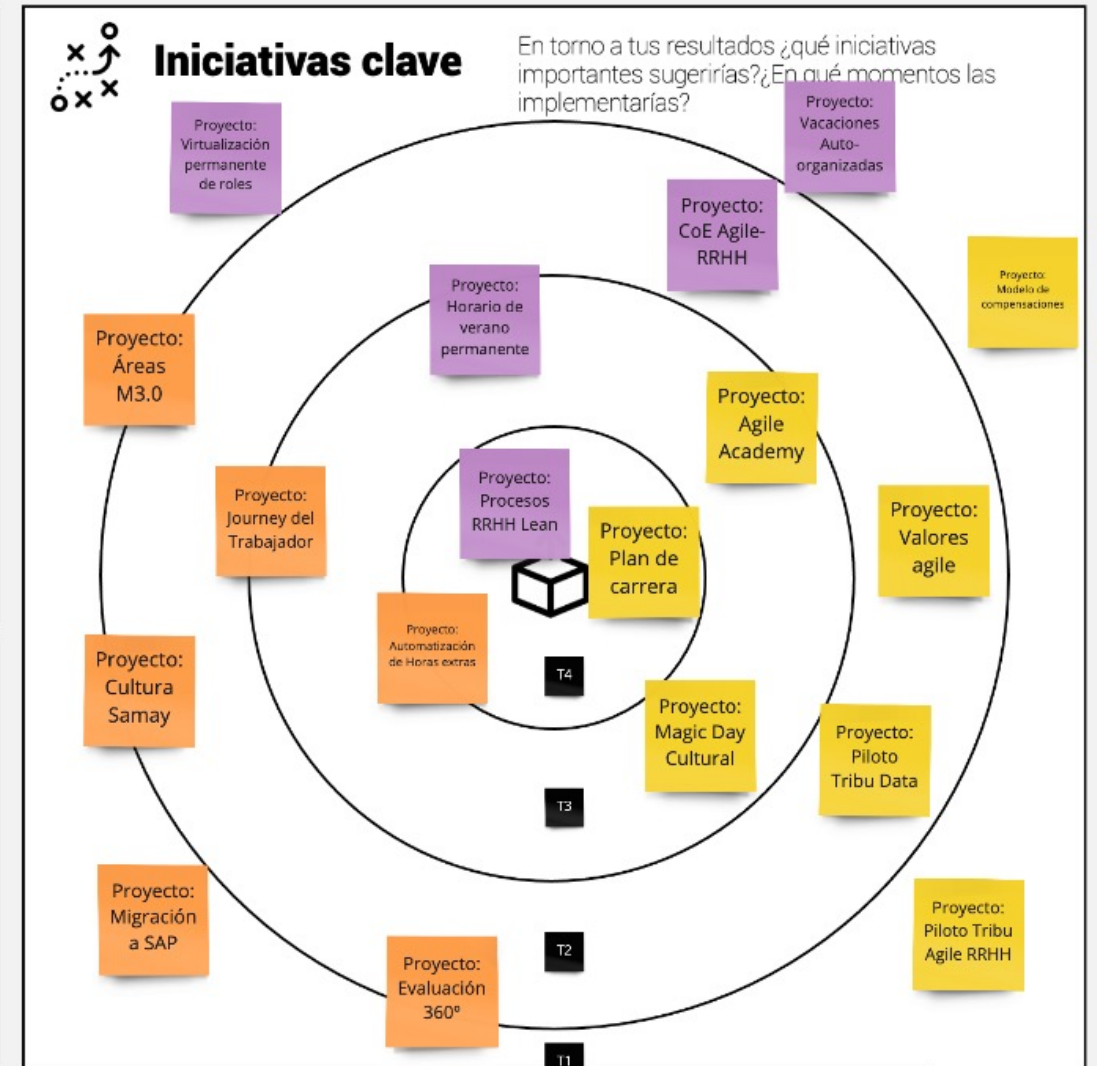 Iniciativas clave
En torno a tus resultados ¿qué iniciativas
importantes sugerirías?¿En qué momentos las
implementarías?
Proyecto:
Virtualización
permanente
de roles
Proyecto:
Vacaciones
Auto-
organizadas
Proyecto:
CoE Agile-
RRHH
Proyecto:
Modelo de
compensaciones
Proyecto:
Horario de
verano
permanente
Proyecto:
Áreas
M3.0
Proyecto:
Agile
Academy
Proyecto:
Journey del
Trabajador
Proyecto:
Procesos
RRHH Lean
Proyecto:
Plan de
carrera
Proyecto:
Valores
agile
Proyecto:
Automatización
de Horas extras
Proyecto:
Cultura
Samay
T4
Proyecto:
Magic Day
Cultural
Proyecto:
Piloto
Tribu Data
T3
Proyecto:
Migración
a SAP
Proyecto:
Piloto Tribu
Agile RRHH
Proyecto:
Evaluación
360º
T2
T1